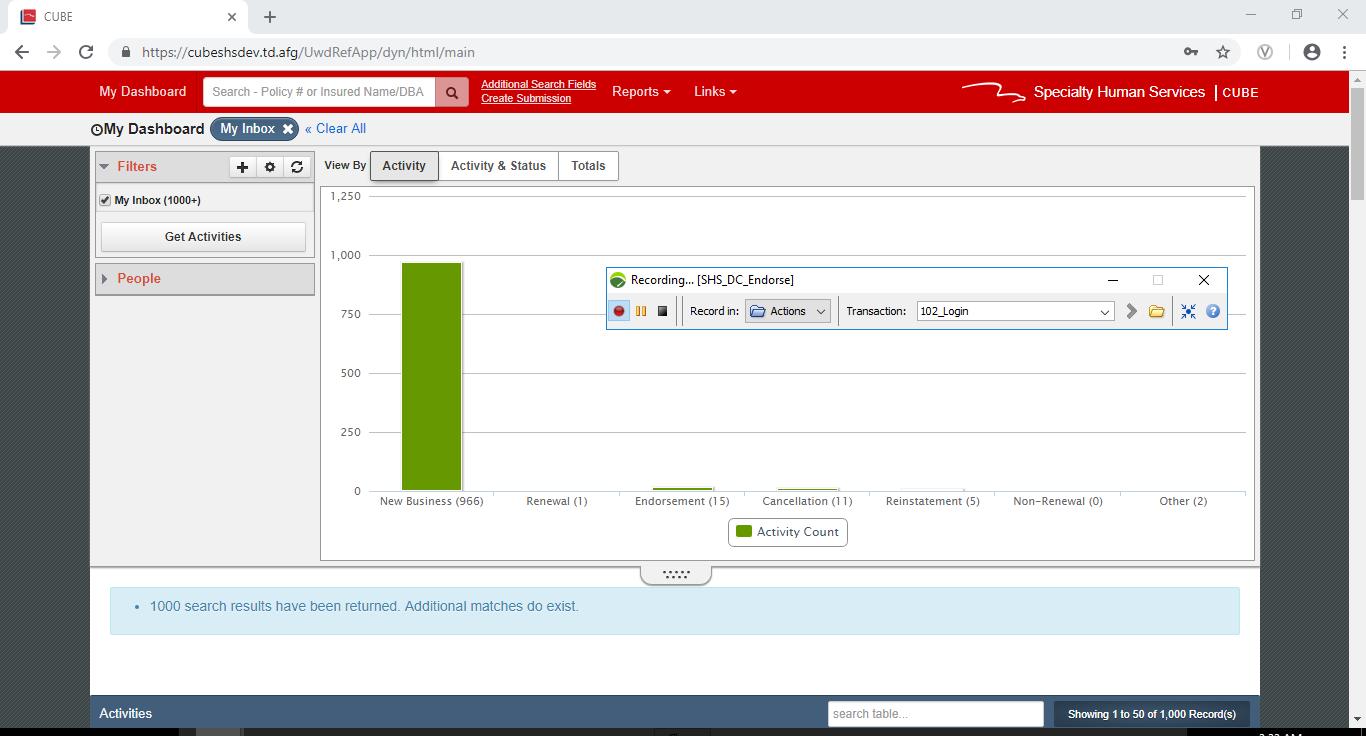 CUBE
https://cubeshsdev.td.afg/UwdRefApp/dyn/html/main
My Dashboard
Search - Policy # or Insured Name/DBA
Additional Search Fields
Create Submission
Reports
Links
Specialty Human Services | CUBE
My Dashboard
My Inbox
« Clear All
Filters
My Inbox (1000+)
Get Activities
People
View By
Activity
Activity & Status
Totals
1,250
1,000
750
500
250
0
New Business (966)
Renewal (1)
Endorsement (15)
Cancellation (11)
Reinstatement (5)
Non-Renewal (0)
Other (2)
Activity Count
Recording... [SHS_DC_Endorse]
Record in:
Actions
Transaction:
102_Login
1000 search results have been returned. Additional matches do exist.
Activities
search table...
Showing 1 to 50 of 1,000 Record(s)